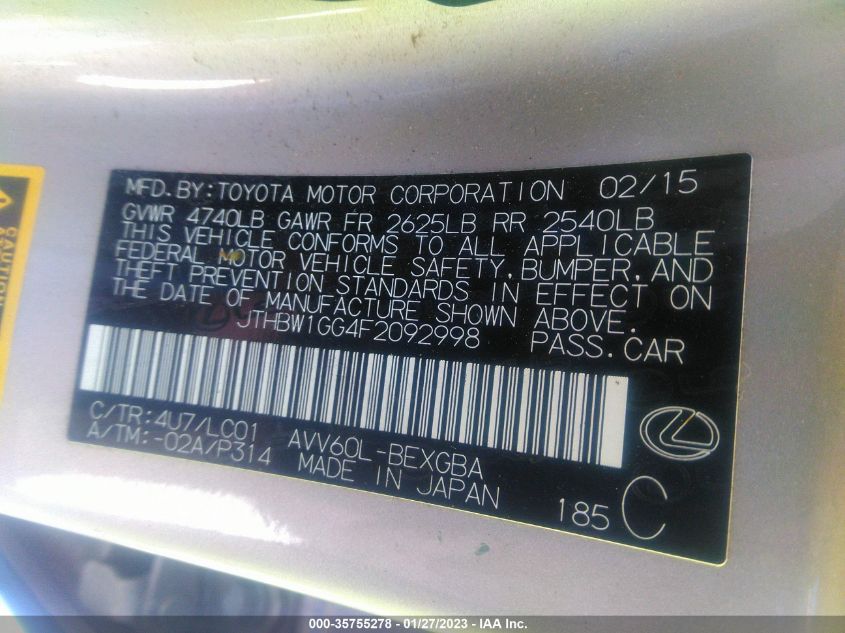 MFD.BY:TOYOTA MOTOR CORPORATION 02/15
GVWR 4740LB GAWR FR 2625LB RR 2540LB
THIS VEHICLE CONFORMS TO ALL APPLICABLE
FEDERAL MOTOR VEHICLE SAFETY,BUMPER,AND
THEFT PREVENTION STANDARDS IN EFFECT ON
THE DATE OF MANUFACTURE SHOWN ABOVE.
JTHBW1GG4F2092998 PASS.CAR
C/TR:4U7/LC01 AVV60L-BEXGBA
A/TM:-02A/P314 MADE IN JAPAN
185 C
CAUTION
000-35755278 - 01/27/2023 - IAA Inc.